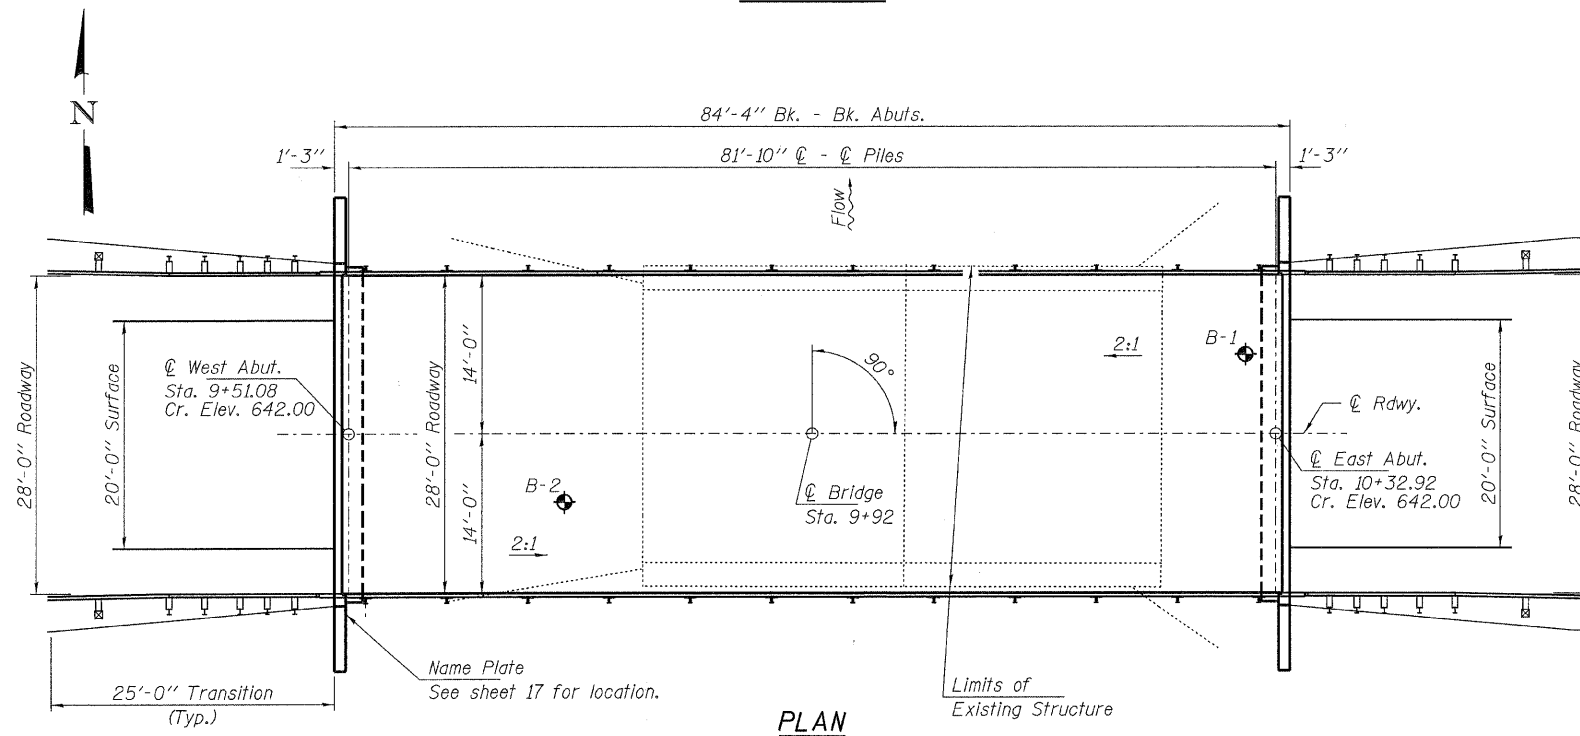 N
84'-4" Bk. - Bk. Abuts.
1'-3"
81'-10" ℄ - ℄ Piles
1'-3"
Flow
28'-0" Roadway
20'-0" Surface
℄ West Abut.
Sta. 9+51.08
Cr. Elev. 642.00
28'-0" Roadway
14'-0"
14'-0"
90°
2:1
B-1
℄ Rdwy.
℄ East Abut.
Sta. 10+32.92
Cr. Elev. 642.00
20'-0" Surface
28'-0" Roadway
B-2
2:1
℄ Bridge
Sta. 9+92
25'-0" Transition
(Typ.)
Name Plate
See sheet 17 for location.
Limits of
Existing Structure
PLAN